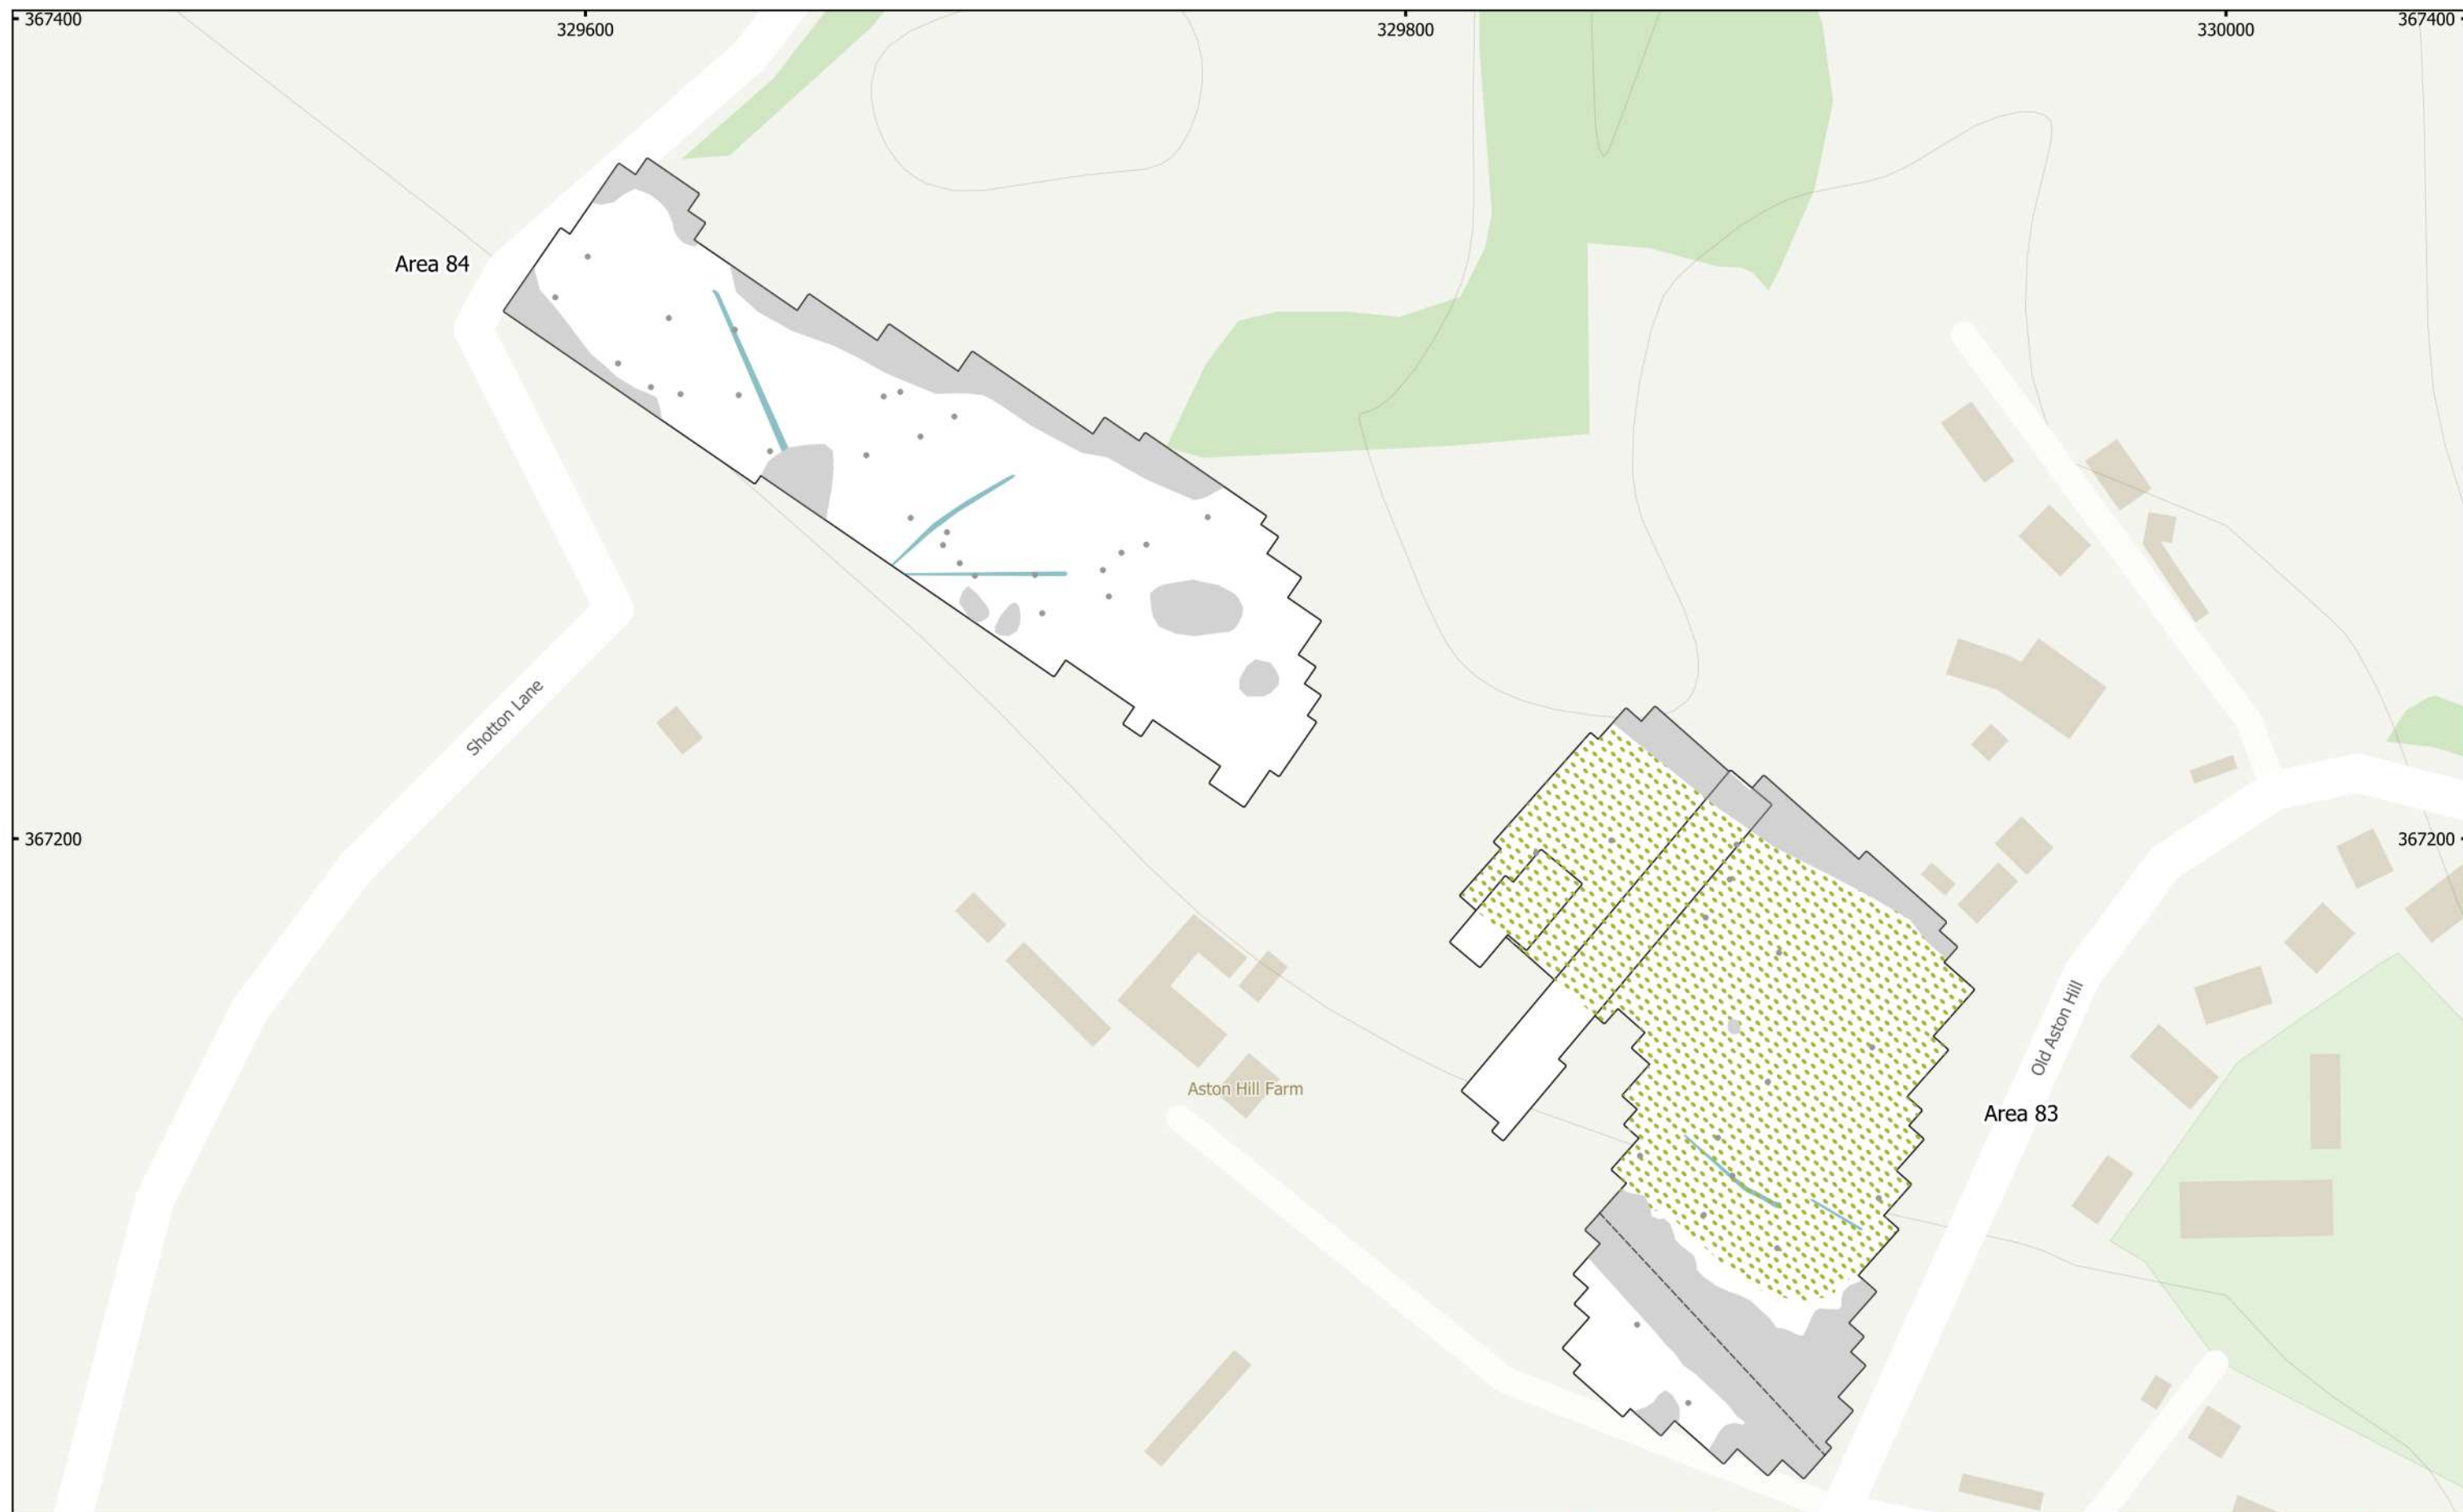 367400
329600
329800
330000
367400
Area 84
Shotton Lane
367200
367200
Old Aston Hill
Aston Hill Farm
Area 83